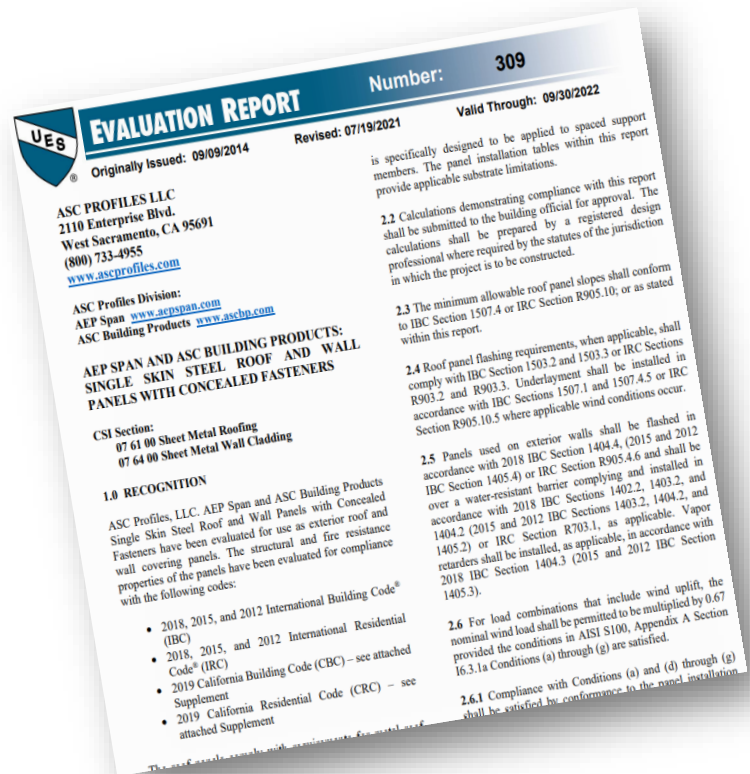 UES
®
EVALUATION REPORT
Number: 309
Originally Issued: 09/09/2014
Revised: 07/19/2021
Valid Through: 09/30/2022
ASC PROFILES LLC
2110 Enterprise Blvd.
West Sacramento, CA 95691
(800) 733-4955
www.ascprofiles.com
ASC Profiles Division:
AEP Span www.aepspan.com
ASC Building Products www.ascbp.com
AEP SPAN AND ASC BUILDING PRODUCTS:
SINGLE SKIN STEEL ROOF AND WALL
PANELS WITH CONCEALED FASTENERS
CSI Section:
07 61 00 Sheet Metal Roofing
07 64 00 Sheet Metal Wall Cladding
1.0 RECOGNITION
ASC Profiles, LLC. AEP Span and ASC Building Products
Single Skin Steel Roof and Wall Panels with Concealed
Fasteners have been evaluated for use as exterior roof and
wall covering panels. The structural and fire resistance
properties of the panels have been evaluated for compliance
with the following codes:
• 2018, 2015, and 2012 International Building Code®
(IBC)
• 2018, 2015, and 2012 International Residential
Code® (IRC)
• 2019 California Building Code (CBC) – see attached
Supplement
• 2019 California Residential Code (CRC) – see
attached Supplement
is specifically designed to be applied to spaced support
members. The panel installation tables within this report
provide applicable substrate limitations.
2.2 Calculations demonstrating compliance with this report
shall be submitted to the building official for approval. The
calculations shall be prepared by a registered design
professional where required by the statutes of the jurisdiction
in which the project is to be constructed.
2.3 The minimum allowable roof panel slopes shall conform
to IBC Section 1507.4 or IRC Section R905.10; or as stated
within this report.
2.4 Roof panel flashing requirements, when applicable, shall
comply with IBC Section 1503.2 and 1503.3 or IRC Sections
R903.2 and R903.3. Underlayment shall be installed in
accordance with IBC Sections 1507.1 and 1507.4.5 or IRC
Section R905.10.5 where applicable wind conditions occur.
2.5 Panels used on exterior walls shall be flashed in
accordance with 2018 IBC Section 1404.4, (2015 and 2012
IBC Section 1405.4) or IRC Section R905.4.6 and shall be
over a water-resistant barrier complying and installed in
accordance with 2018 IBC Sections 1402.2, 1403.2, and
1404.2 (2015 and 2012 IBC Sections 1403.2, 1404.2, and
1405.2) or IRC Section R703.1, as applicable. Vapor
retarders shall be installed, as applicable, in accordance with
2018 IBC Section 1404.3 (2015 and 2012 IBC Section
1405.3).
2.6 For load combinations that include wind uplift, the
nominal wind load shall be permitted to be multiplied by 0.67
provided the conditions in AISI S100, Appendix A Section
I6.3.1a Conditions (a) through (g) are satisfied.
2.6.1 Compliance with Conditions (a) and (d) through (g)
shall be satisfied by conformance to the panel installation